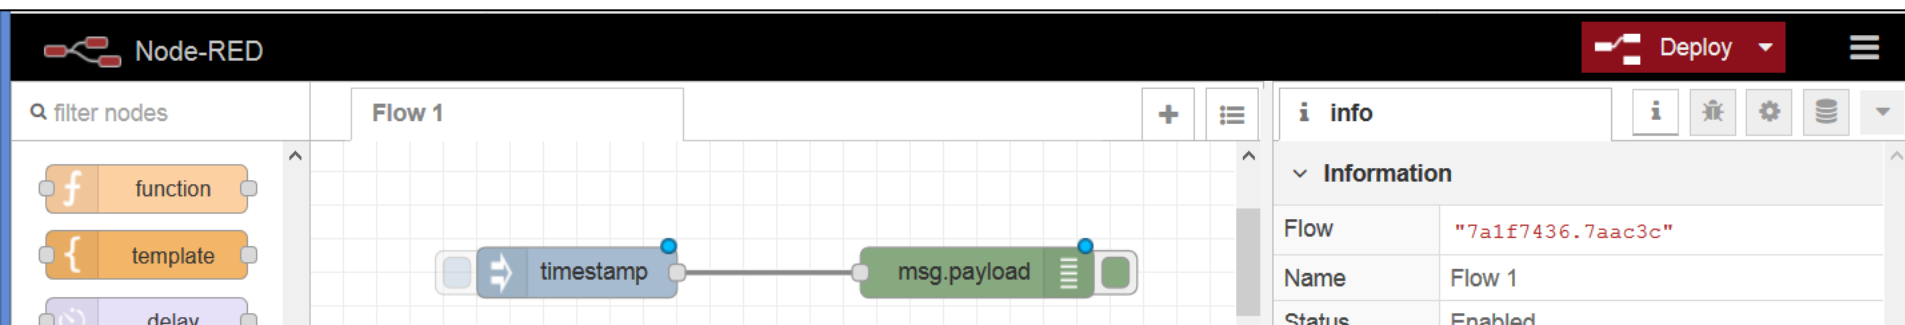 Node-RED
Deploy
filter nodes
Flow 1
info
function
template
delay
timestamp
msg.payload
Information
Flow "7a1f7436.7aac3c"
Name Flow 1
Status Enabled